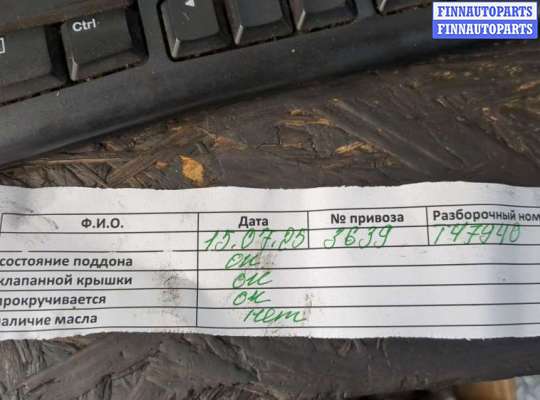 FINNAUTOPARTS
FINNAUTOPARTS
Ctrl
Ф.И.О. Дата № привоза Разборочный ном
15.07.25 3639 147940
состояние поддона ок
клапанной крышки ок
прокручивается ок
наличие масла нет